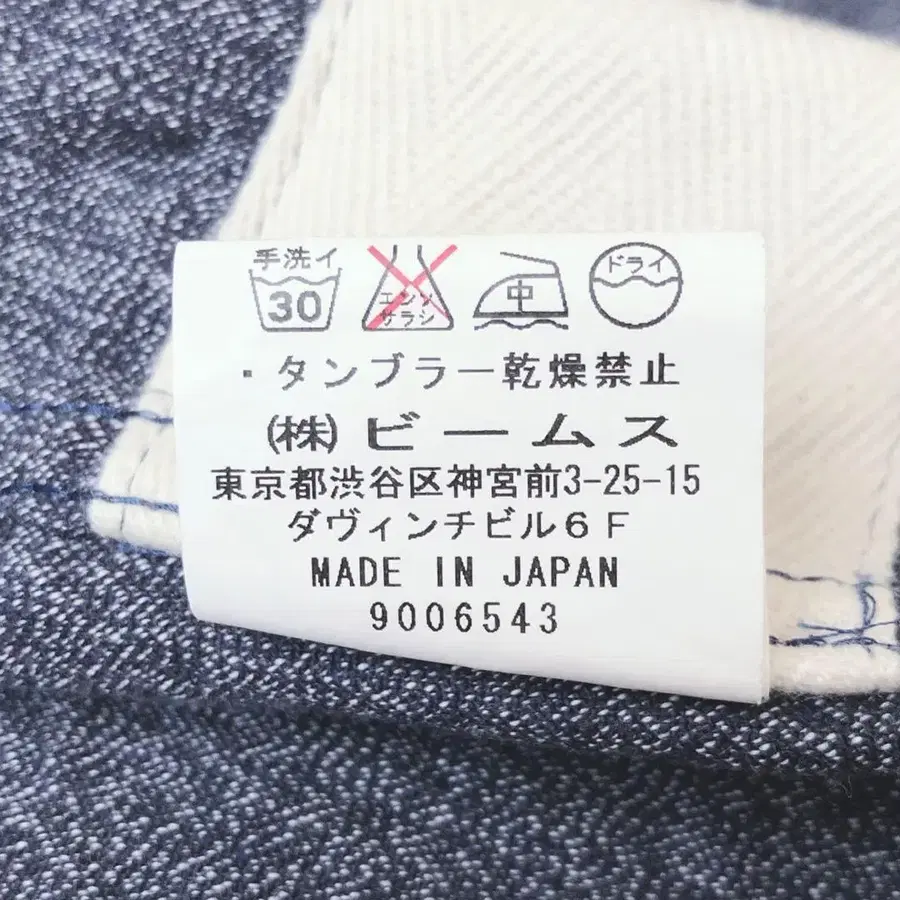 手洗イ
30
エンソ
サラシ
中
ドライ
・タンブラー乾燥禁止
(株)ビームス
東京都渋谷区神宮前3-25-15
ダヴィンチビル6F
MADE IN JAPAN
9006543